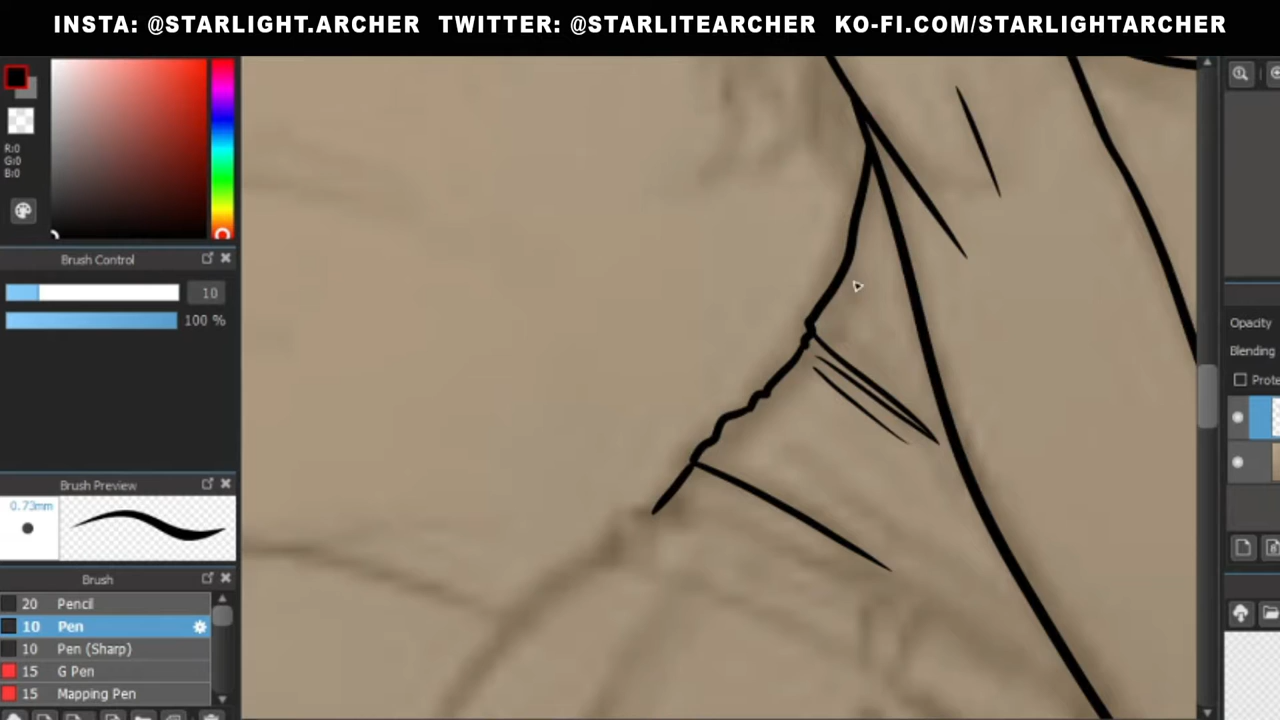 INSTA: @STARLIGHT.ARCHER TWITTER: @STARLITEARCHER KO-FI.COM/STARLIGHTARCHER
R:0
G:0
B:0
Brush Control
10
100 %
Brush Preview
0.73mm
Brush
20 Pencil
10 Pen
10 Pen (Sharp)
15 G Pen
15 Mapping Pen
Opacity
Blending
Prote